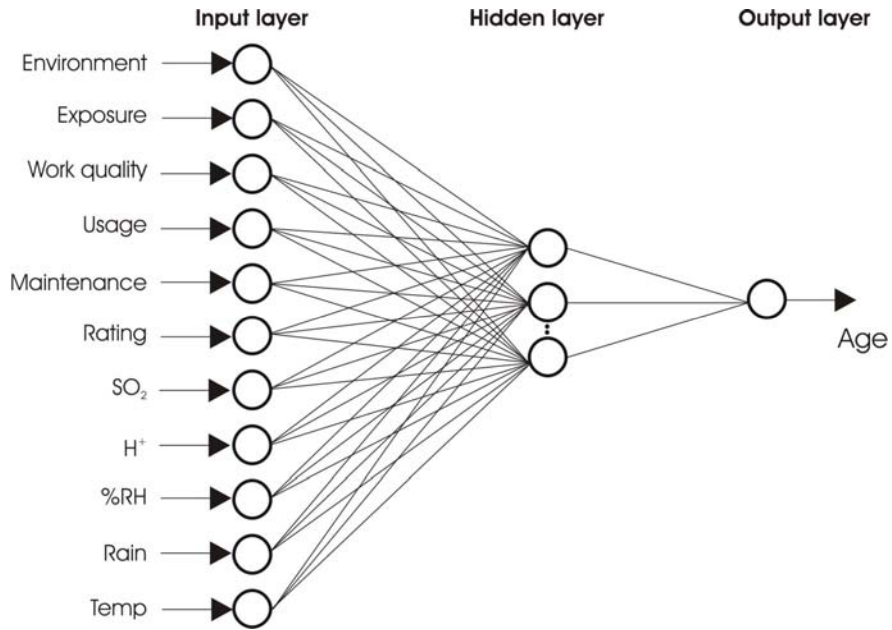 Input layer Hidden layer Output layer
Environment
Exposure
Work quality
Usage
Maintenance
Rating
Age
SO₂
H⁺
%RH
Rain
Temp